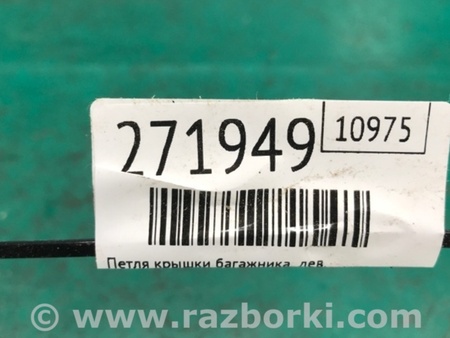 271949 10975
Петля крышки багажника, лев.
© www.razborki.com